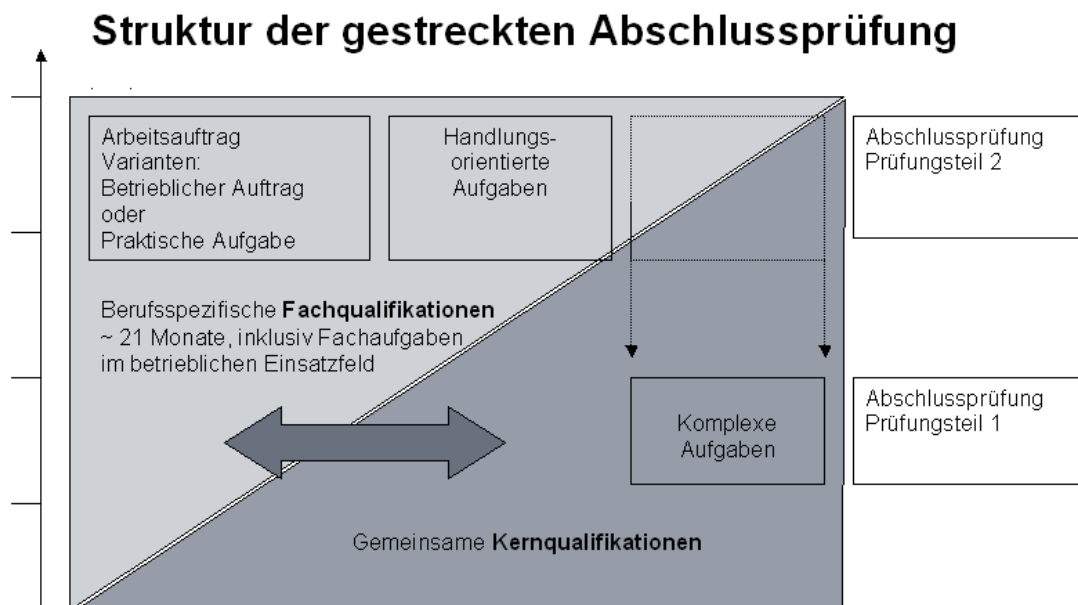 Struktur der gestreckten Abschlussprüfung
Arbeitsauftrag
Varianten:
Betrieblicher Auftrag
oder
Praktische Aufgabe
Handlungs-
orientierte
Aufgaben
Abschlussprüfung
Prüfungsteil 2
Berufsspezifische Fachqualifikationen
~ 21 Monate, inklusiv Fachaufgaben
im betrieblichen Einsatzfeld
Komplexe
Aufgaben
Abschlussprüfung
Prüfungsteil 1
Gemeinsame Kernqualifikationen